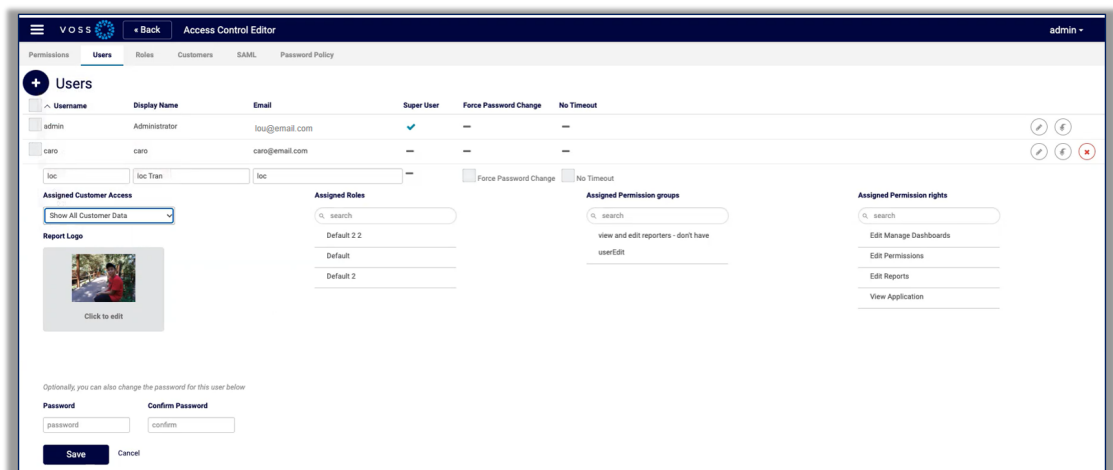 VOSS « Back Access Control Editor admin
Permissions Users Roles Customers SAML Password Policy
+ Users
Username Display Name Email Super User Force Password Change No Timeout
admin Administrator lou@email.com
caro caro caro@email.com
loc loc Tran loc Force Password Change No Timeout
Assigned Customer Access Assigned Roles Assigned Permission groups Assigned Permission rights
Show All Customer Data search search search
Report Logo Default 2 2 view and edit reporters - don't have Edit Manage Dashboards
Default userEdit Edit Permissions
Default 2 Edit Reports
View Application
Click to edit
Optionally, you can also change the password for this user below
Password Confirm Password
password confirm
Save Cancel